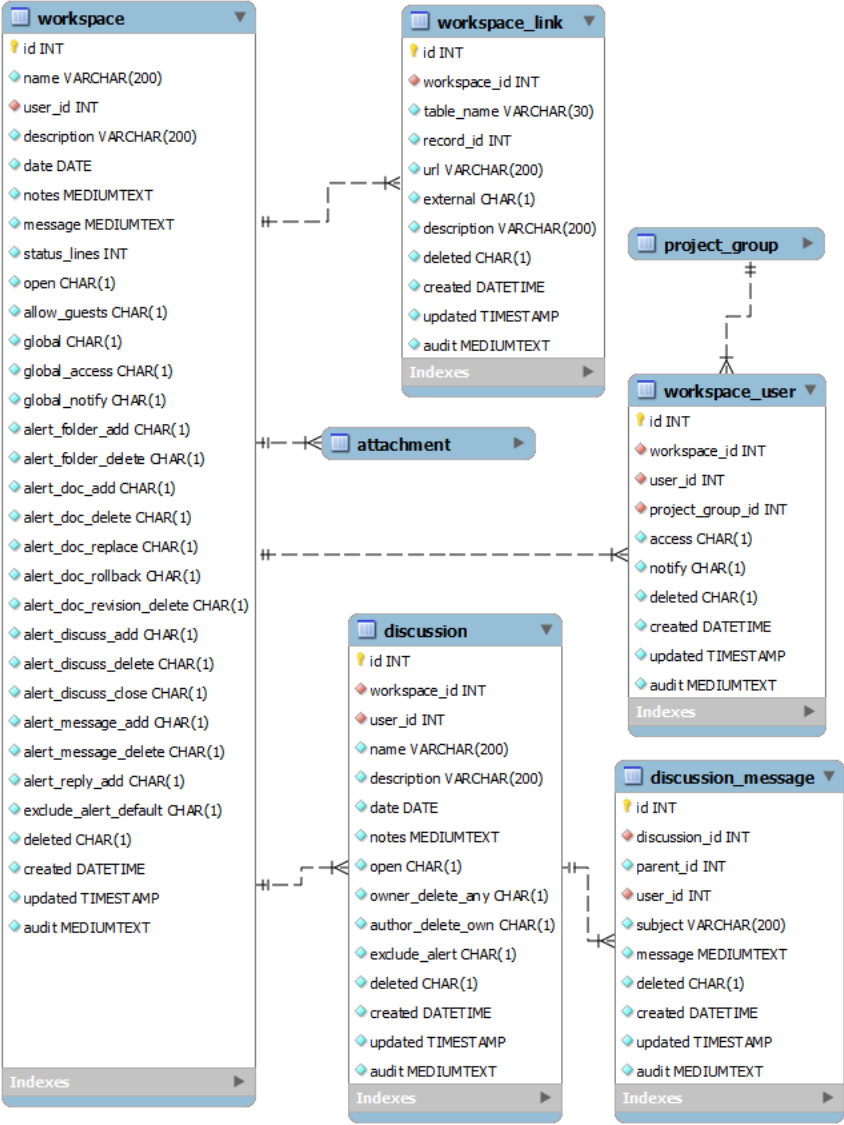 workspace
id INT
name VARCHAR(200)
user_id INT
description VARCHAR(200)
date DATE
notes MEDIUMTEXT
message MEDIUMTEXT
status_lines INT
open CHAR(1)
allow_guests CHAR(1)
global CHAR(1)
global_access CHAR(1)
global_notify CHAR(1)
alert_folder_add CHAR(1)
alert_folder_delete CHAR(1)
alert_doc_add CHAR(1)
alert_doc_delete CHAR(1)
alert_doc_replace CHAR(1)
alert_doc_rollback CHAR(1)
alert_doc_revision_delete CHAR(1)
alert_discuss_add CHAR(1)
alert_discuss_delete CHAR(1)
alert_discuss_close CHAR(1)
alert_message_add CHAR(1)
alert_message_delete CHAR(1)
alert_reply_add CHAR(1)
exclude_alert_default CHAR(1)
deleted CHAR(1)
created DATETIME
updated TIMESTAMP
audit MEDIUMTEXT
Indexes
workspace_link
id INT
workspace_id INT
table_name VARCHAR(30)
record_id INT
url VARCHAR(200)
external CHAR(1)
description VARCHAR(200)
deleted CHAR(1)
created DATETIME
updated TIMESTAMP
audit MEDIUMTEXT
Indexes
project_group
attachment
workspace_user
id INT
workspace_id INT
user_id INT
project_group_id INT
access CHAR(1)
notify CHAR(1)
deleted CHAR(1)
created DATETIME
updated TIMESTAMP
audit MEDIUMTEXT
Indexes
discussion
id INT
workspace_id INT
user_id INT
name VARCHAR(200)
description VARCHAR(200)
date DATE
notes MEDIUMTEXT
open CHAR(1)
owner_delete_any CHAR(1)
author_delete_own CHAR(1)
exclude_alert CHAR(1)
deleted CHAR(1)
created DATETIME
updated TIMESTAMP
audit MEDIUMTEXT
Indexes
discussion_message
id INT
discussion_id INT
parent_id INT
user_id INT
subject VARCHAR(200)
message MEDIUMTEXT
deleted CHAR(1)
created DATETIME
updated TIMESTAMP
audit MEDIUMTEXT
Indexes